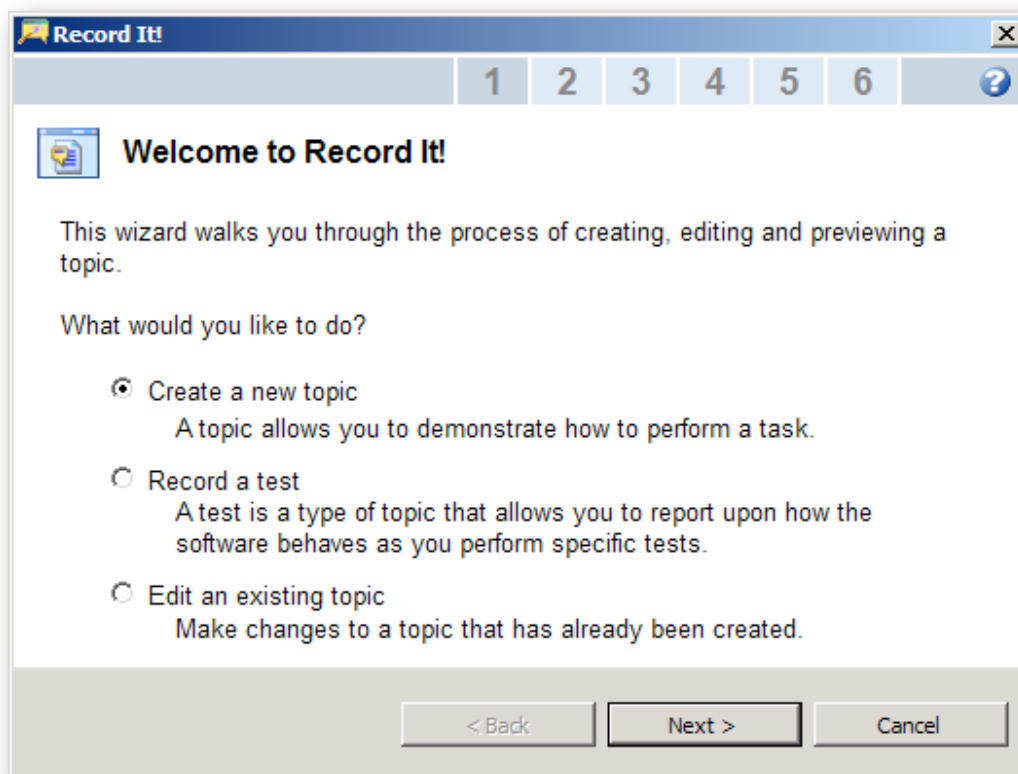 Record It!
1 2 3 4 5 6 ?
Welcome to Record It!
This wizard walks you through the process of creating, editing and previewing a
topic.
What would you like to do?
Create a new topic
A topic allows you to demonstrate how to perform a task.
Record a test
A test is a type of topic that allows you to report upon how the
software behaves as you perform specific tests.
Edit an existing topic
Make changes to a topic that has already been created.
< Back Next > Cancel